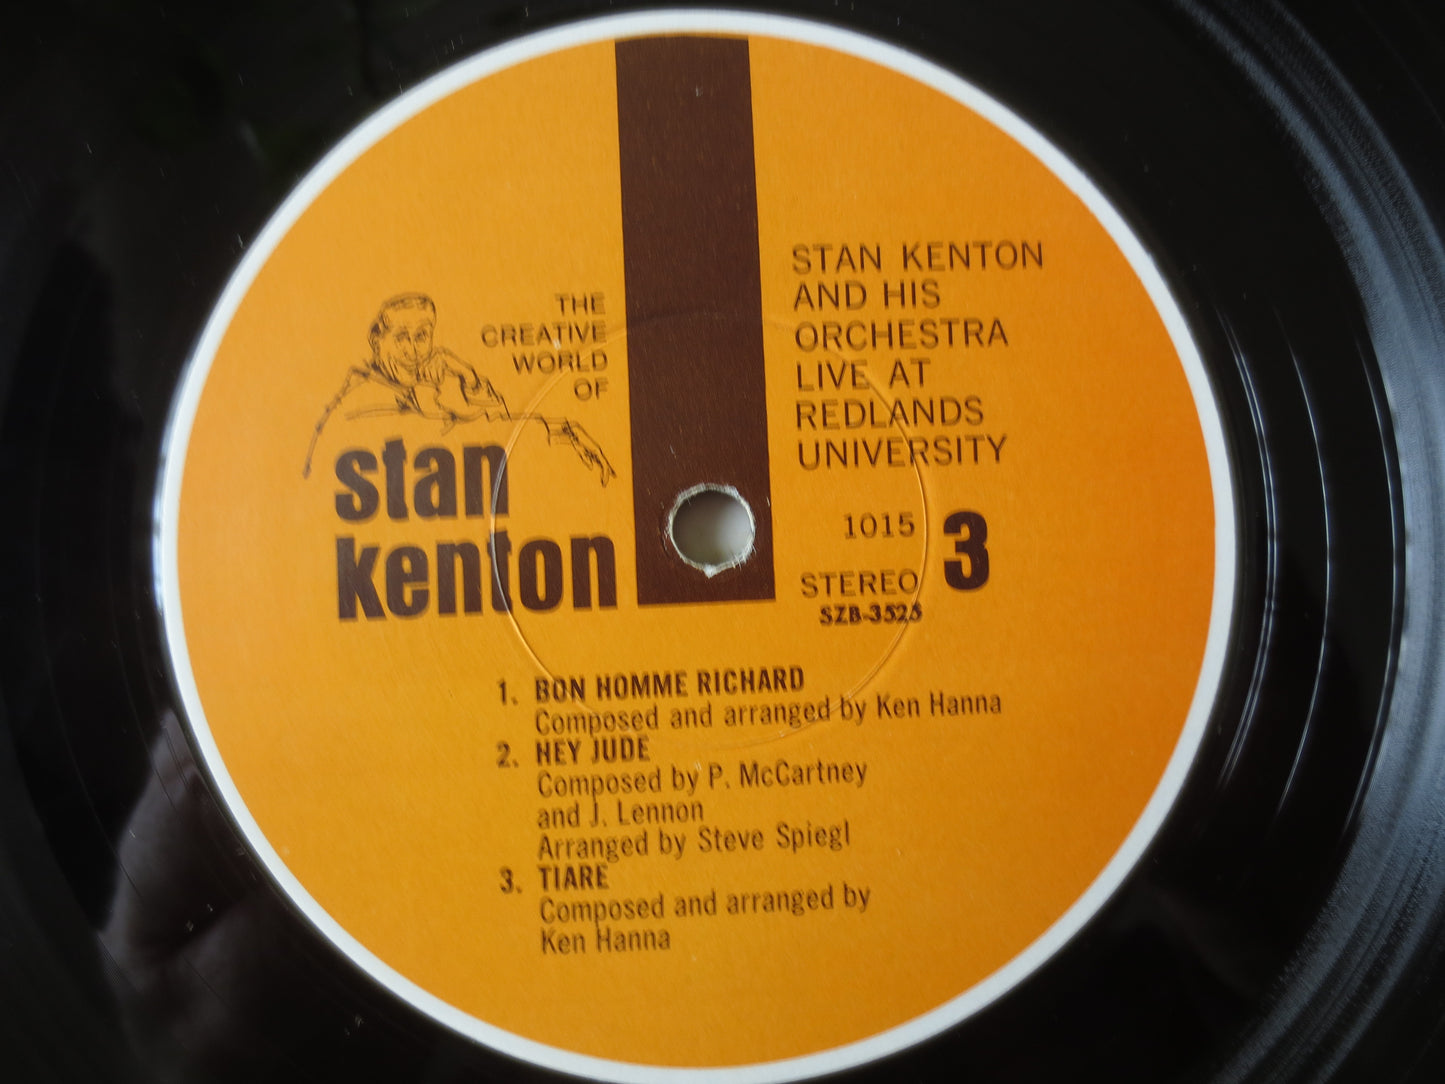 THE
CREATIVE
WORLD
OF
stan
kenton
STAN KENTON
AND HIS
ORCHESTRA
LIVE AT
REDLANDS
UNIVERSITY
1015
3
STEREO
SZB-3525
1. BON HOMME RICHARD
Composed and arranged by Ken Hanna
2. HEY JUDE
Composed by P. McCartney
and J. Lennon
Arranged by Steve Spiegl
3. TIARE
Composed and arranged by
Ken Hanna